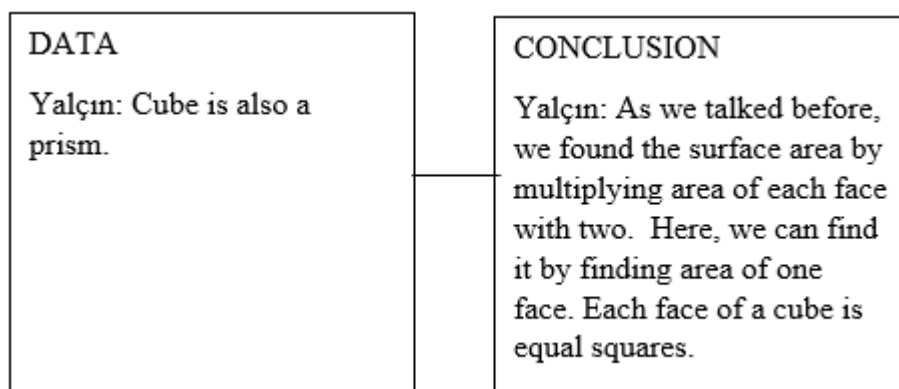 DATA
Yalçın: Cube is also a
prism.
CONCLUSION
Yalçın: As we talked before,
we found the surface area by
multiplying area of each face
with two.  Here, we can find
it by finding area of one
face. Each face of a cube is
equal squares.